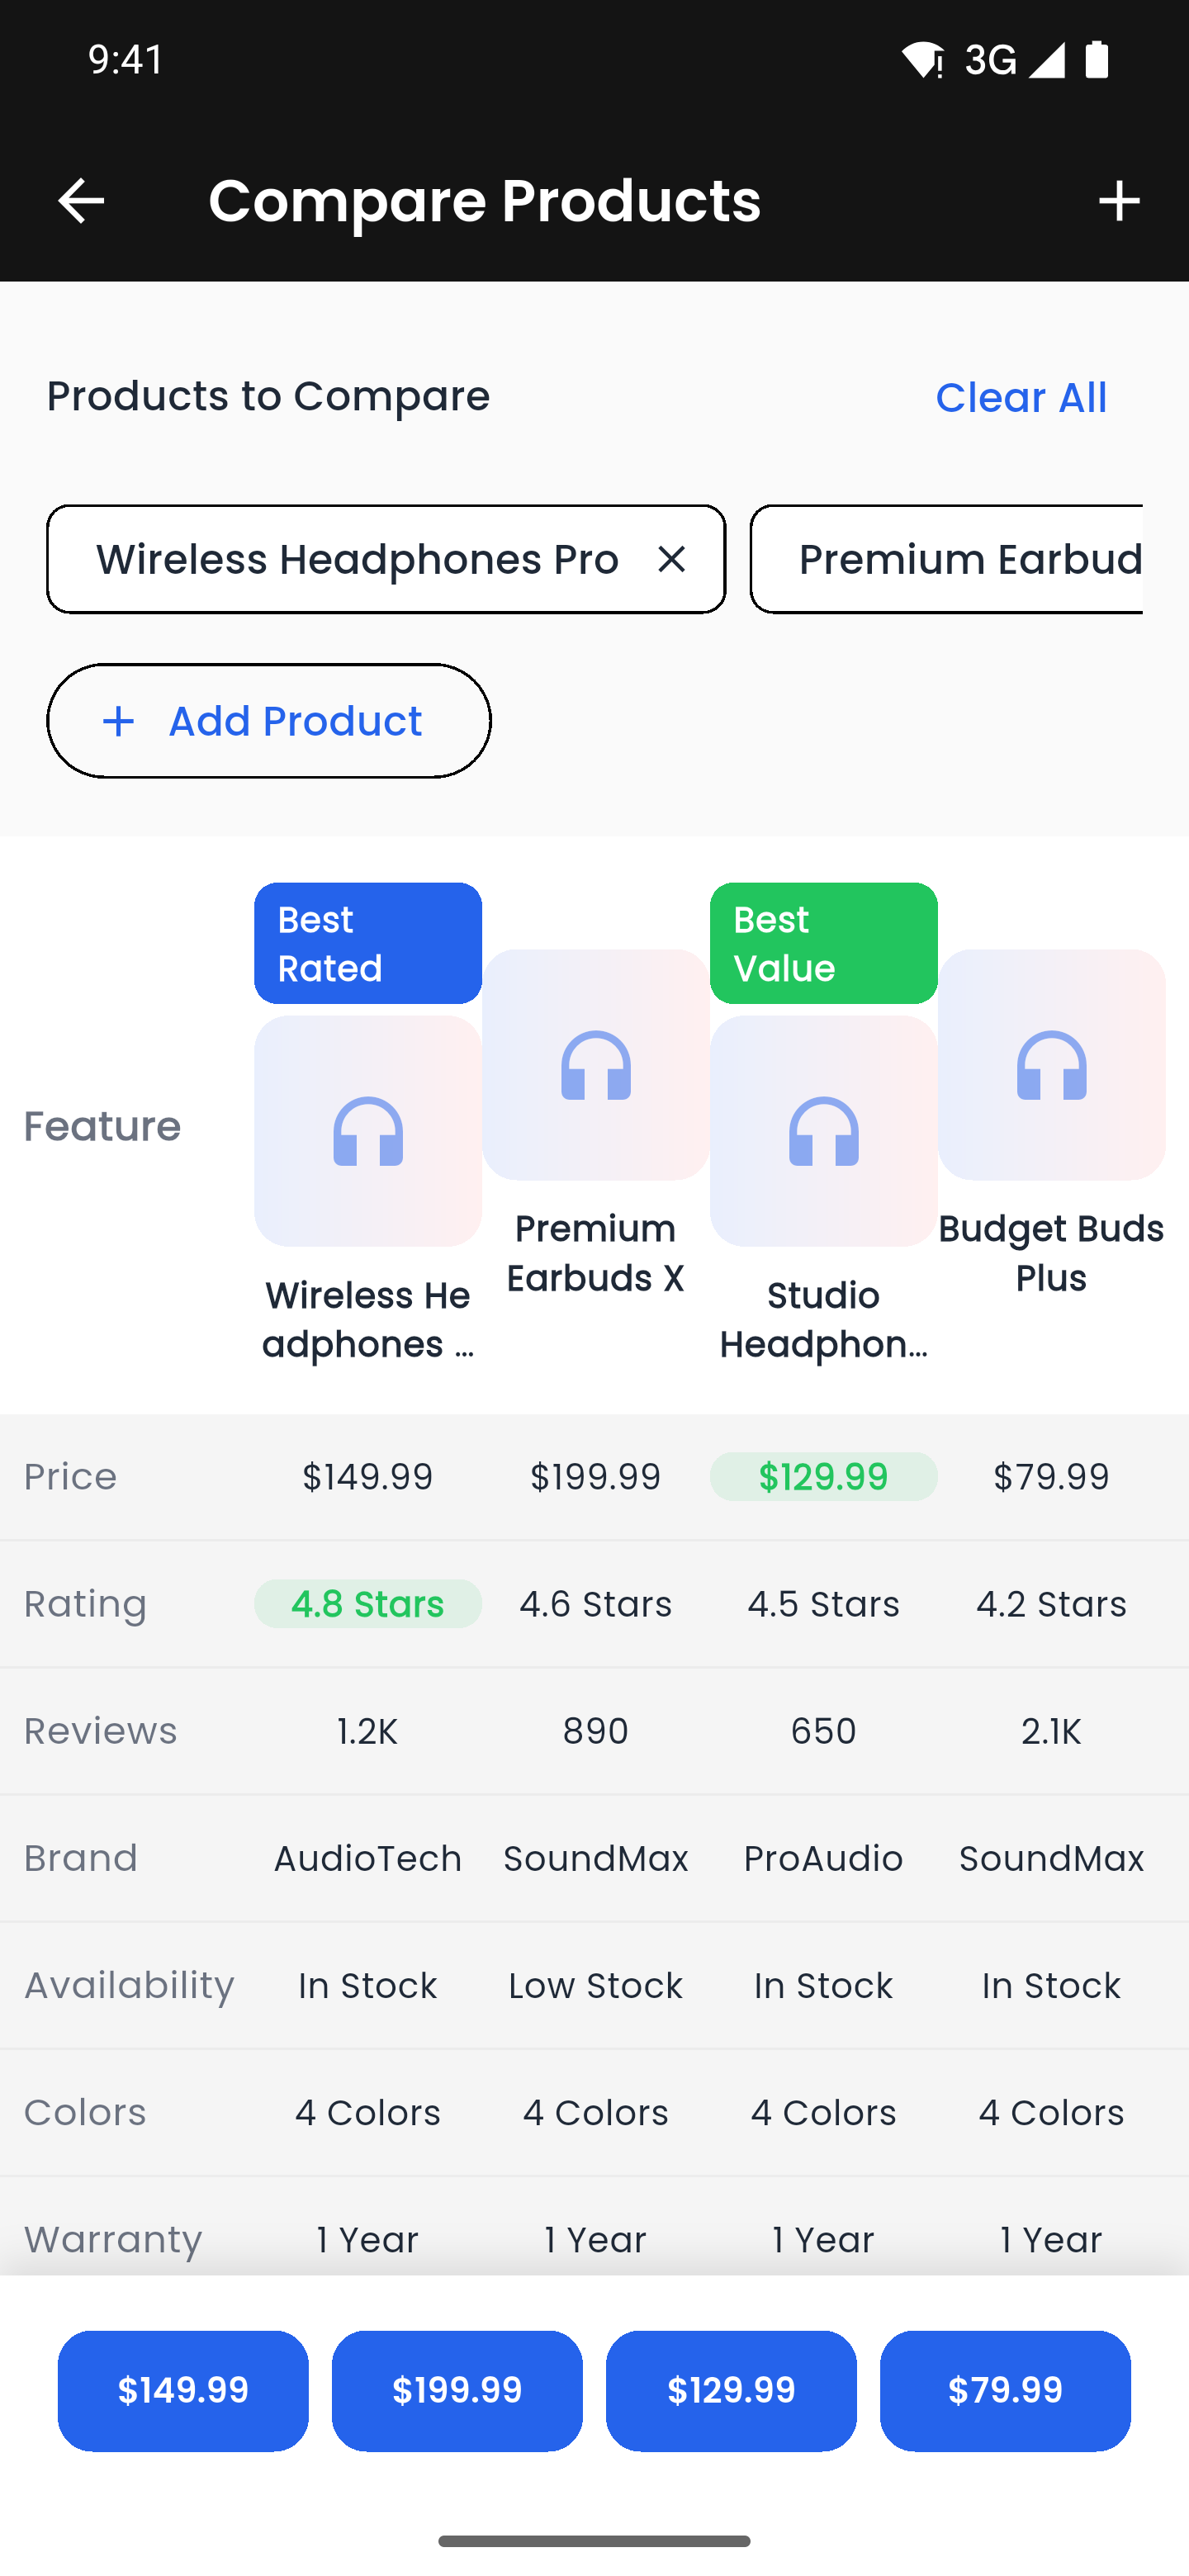 9:41
3G
Compare Products
Products to Compare
Clear All
Wireless Headphones Pro
Premium Earbud
Add Product
Feature
Best
Rated
Wireless He
adphones ...
Premium
Earbuds X
Best
Value
Studio
Headphon...
Budget Buds
Plus
Price $149.99 $199.99 $129.99 $79.99
Rating 4.8 Stars 4.6 Stars 4.5 Stars 4.2 Stars
Reviews 1.2K 890 650 2.1K
Brand AudioTech SoundMax ProAudio SoundMax
Availability In Stock Low Stock In Stock In Stock
Colors 4 Colors 4 Colors 4 Colors 4 Colors
Warranty 1 Year 1 Year 1 Year 1 Year
$149.99 $199.99 $129.99 $79.99